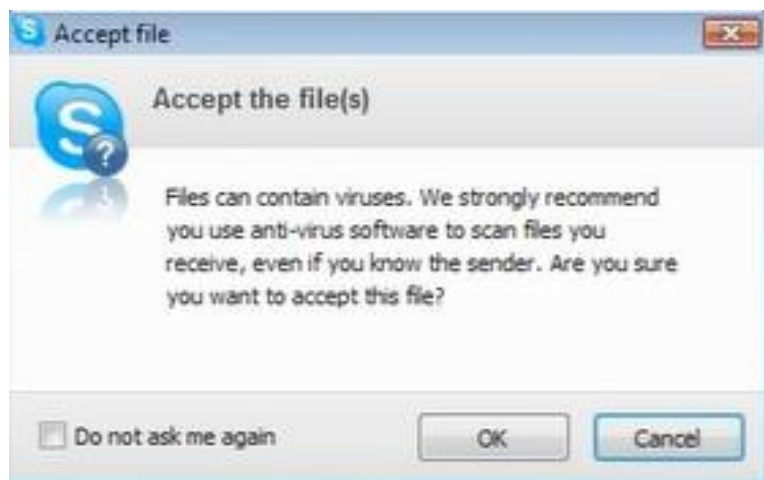 S Accept file
Accept the file(s)
S
?
Files can contain viruses. We strongly recommend
you use anti-virus software to scan files you
receive, even if you know the sender. Are you sure
you want to accept this file?
Do not ask me again
OK
Cancel